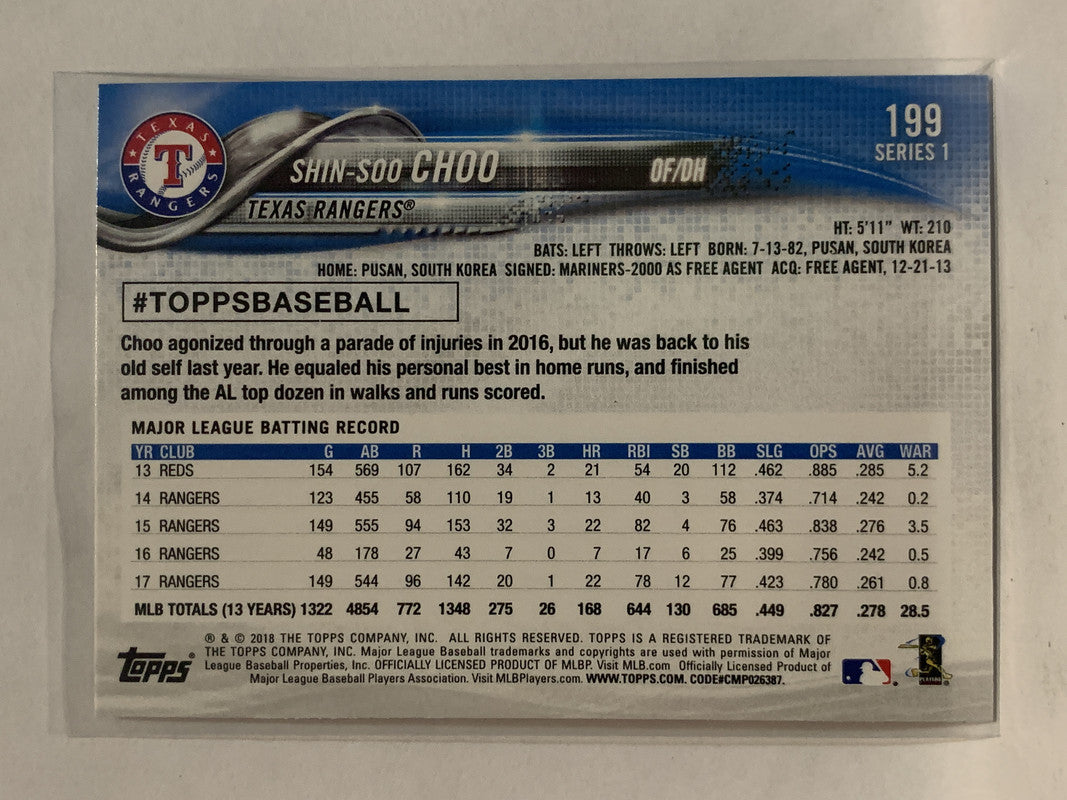 TEXAS RANGERS
T
SHIN-SOO CHOO OF/DH
TEXAS RANGERS®
199
SERIES 1
HT: 5'11" WT: 210
BATS: LEFT THROWS: LEFT BORN: 7-13-82, PUSAN, SOUTH KOREA
HOME: PUSAN, SOUTH KOREA SIGNED: MARINERS-2000 AS FREE AGENT ACQ: FREE AGENT, 12-21-13
#TOPPSBASEBALL
Choo agonized through a parade of injuries in 2016, but he was back to his
old self last year. He equaled his personal best in home runs, and finished
among the AL top dozen in walks and runs scored.
MAJOR LEAGUE BATTING RECORD
YR CLUB G AB R H 2B 3B HR RBI SB BB SLG OPS AVG WAR
13 REDS 154 569 107 162 34 2 21 54 20 112 .462 .885 .285 5.2
14 RANGERS 123 455 58 110 19 1 13 40 3 58 .374 .714 .242 0.2
15 RANGERS 149 555 94 153 32 3 22 82 4 76 .463 .838 .276 3.5
16 RANGERS 48 178 27 43 7 0 7 17 6 25 .399 .756 .242 0.5
17 RANGERS 149 544 96 142 20 1 22 78 12 77 .423 .780 .261 0.8
MLB TOTALS (13 YEARS) 1322 4854 772 1348 275 26 168 644 130 685 .449 .827 .278 28.5
® & © 2018 THE TOPPS COMPANY, INC. ALL RIGHTS RESERVED. TOPPS IS A REGISTERED TRADEMARK OF
THE TOPPS COMPANY, INC. Major League Baseball trademarks and copyrights are used with permission of Major
League Baseball Properties, Inc. OFFICIALLY LICENSED PRODUCT OF MLBP. Visit MLB.com Officially Licensed Product of
Major League Baseball Players Association. Visit MLBPlayers.com. WWW.TOPPS.COM. CODE#CMP026387.
TOPPS®
PLAYERS